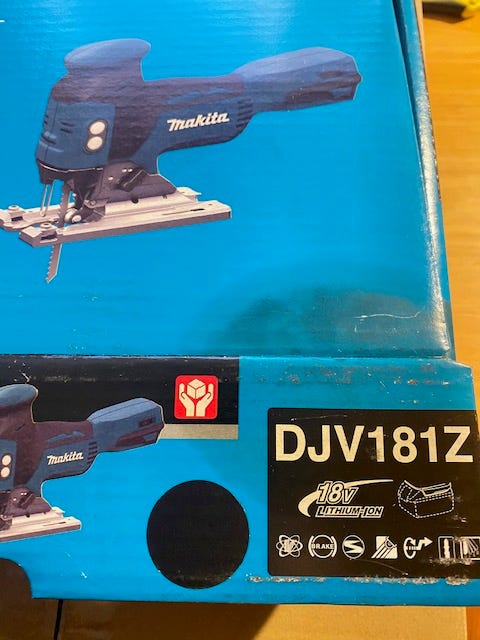 makita
makita
DJV181Z
18V
LITHIUM-ION
BRAKE
S